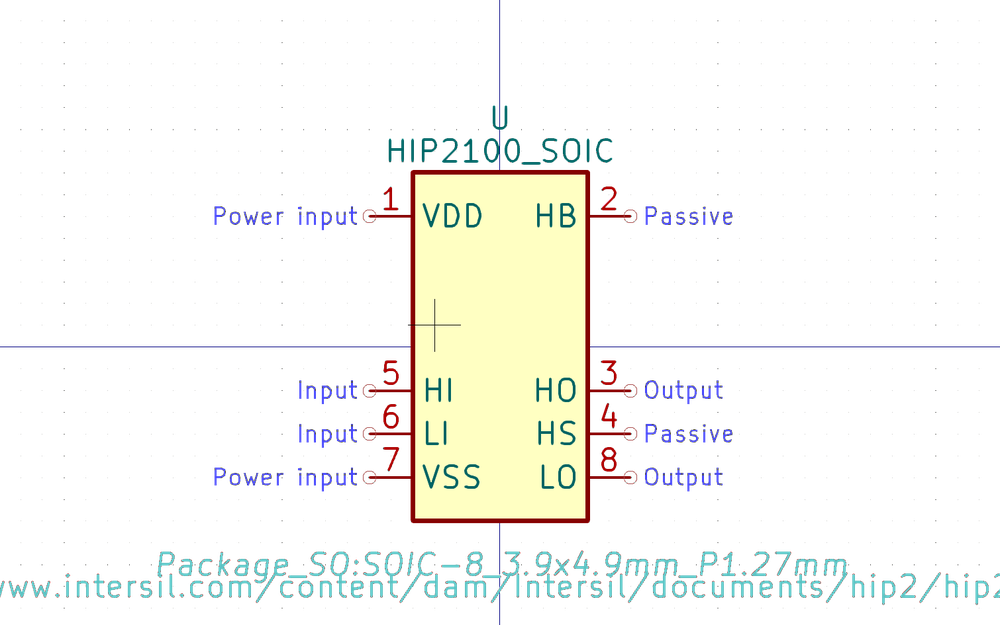 U
HIP2100_SOIC
Power input 1 VDD HB 2 Passive
Input 5 HI HO 3 Output
Input 6 LI HS 4 Passive
Power input 7 VSS LO 8 Output
Package_SO:SOIC-8_3.9x4.9mm_P1.27mm
www.intersil.com/content/dam/Intersil/documents/hip2/hip2